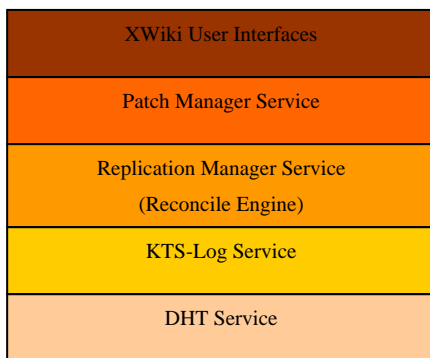 XWiki User Interfaces
Patch Manager Service
Replication Manager Service
(Reconcile Engine)
KTS-Log Service
DHT Service